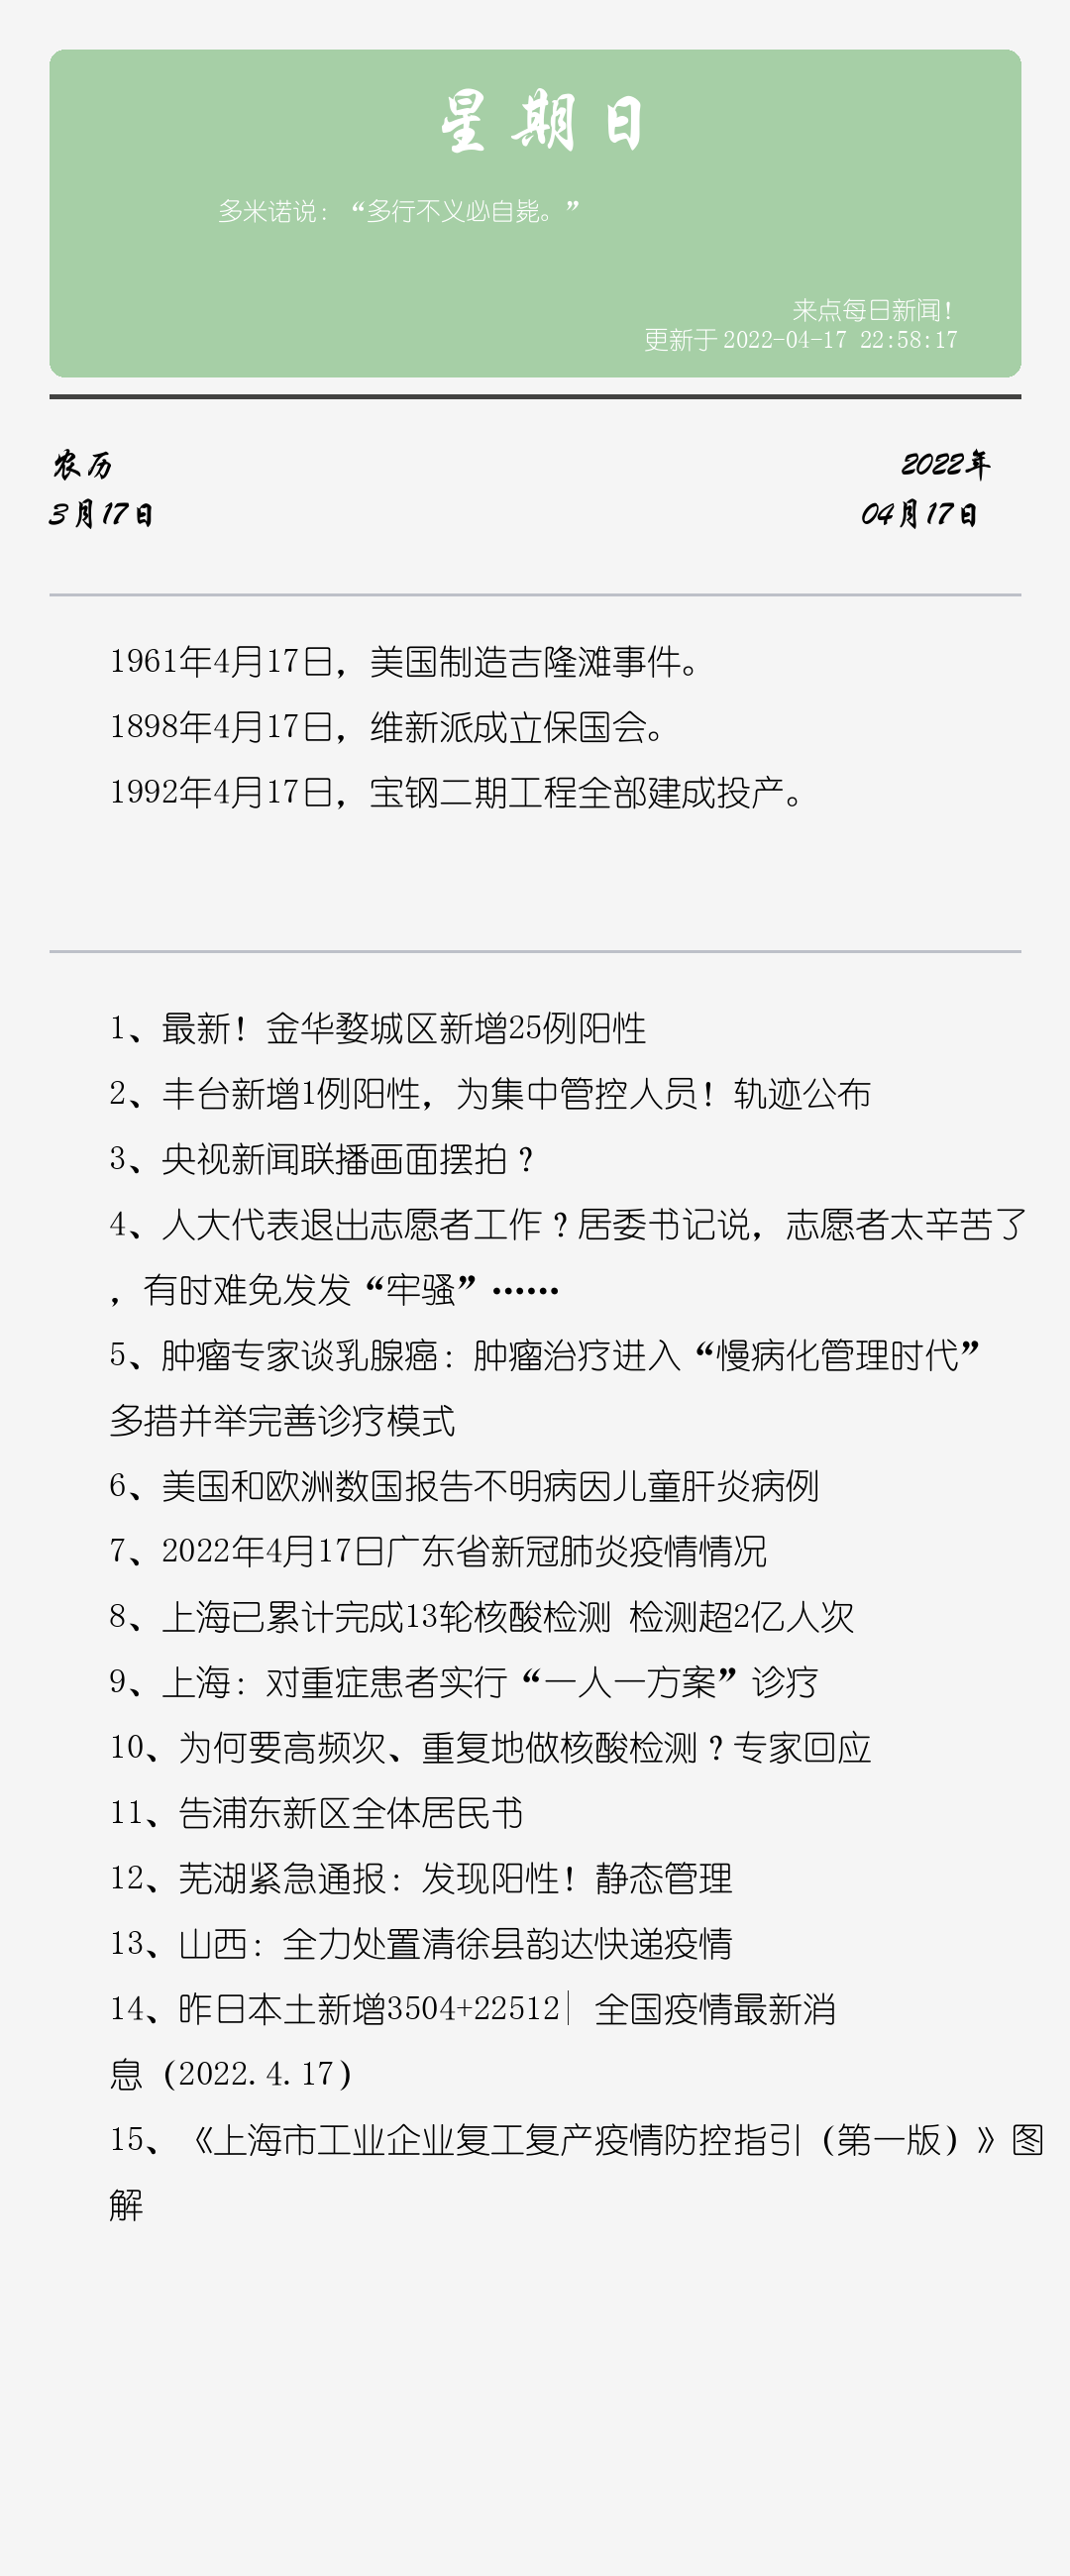 星期日
多米诺说：“多行不义必自毙。”
来点每日新闻！
更新于 2022-04-17 22:58:17
农历
2022年
3月17日
04月17日
1961年4月17日，美国制造吉隆滩事件。
1898年4月17日，维新派成立保国会。
1992年4月17日，宝钢二期工程全部建成投产。
1、最新！金华婺城区新增25例阳性
2、丰台新增1例阳性，为集中管控人员！轨迹公布
3、央视新闻联播画面摆拍？
4、人大代表退出志愿者工作？居委书记说，志愿者太辛苦了
，有时难免发发“牢骚”……
5、肿瘤专家谈乳腺癌：肿瘤治疗进入“慢病化管理时代”
多措并举完善诊疗模式
6、美国和欧洲数国报告不明病因儿童肝炎病例
7、2022年4月17日广东省新冠肺炎疫情情况
8、上海已累计完成13轮核酸检测 检测超2亿人次
9、上海：对重症患者实行“一人一方案”诊疗
10、为何要高频次、重复地做核酸检测？专家回应
11、告浦东新区全体居民书
12、芜湖紧急通报：发现阳性！静态管理
13、山西：全力处置清徐县韵达快递疫情
14、昨日本土新增3504+22512| 全国疫情最新消
息（2022.4.17）
15、《上海市工业企业复工复产疫情防控指引（第一版）》图
解